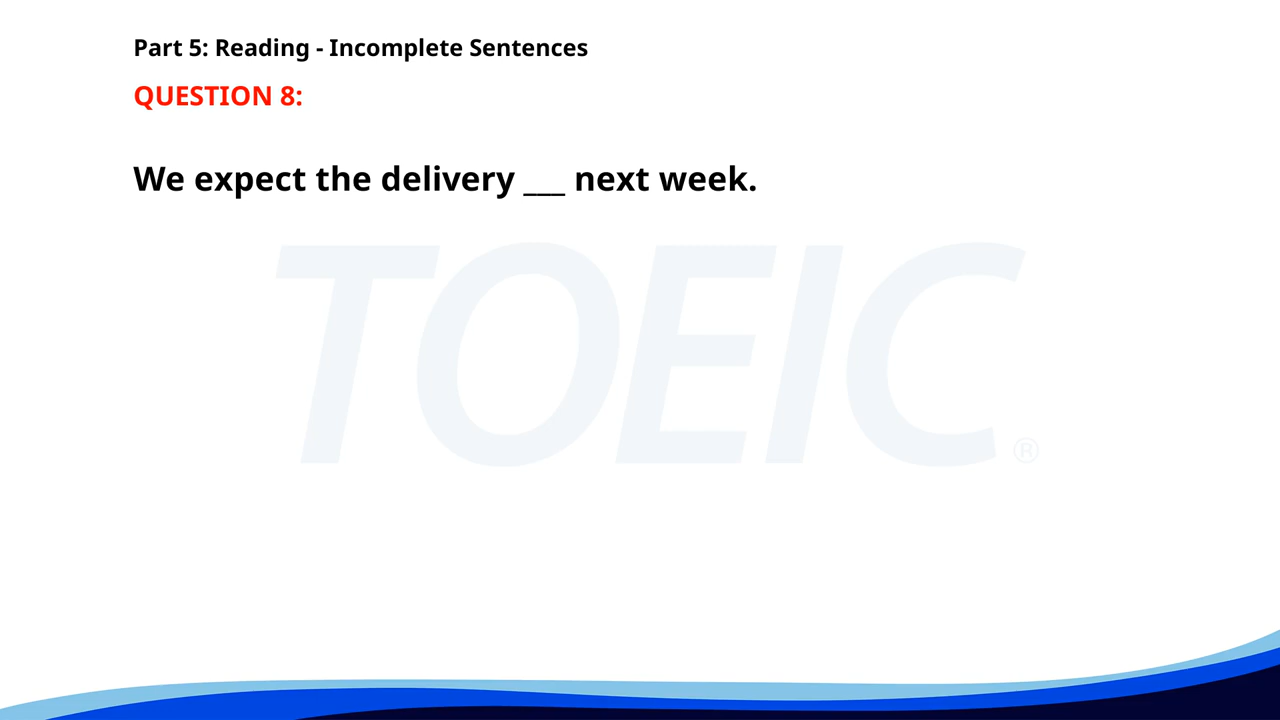 Part 5: Reading - Incomplete Sentences
QUESTION 8:
We expect the delivery ___ next week.
TOEIC®